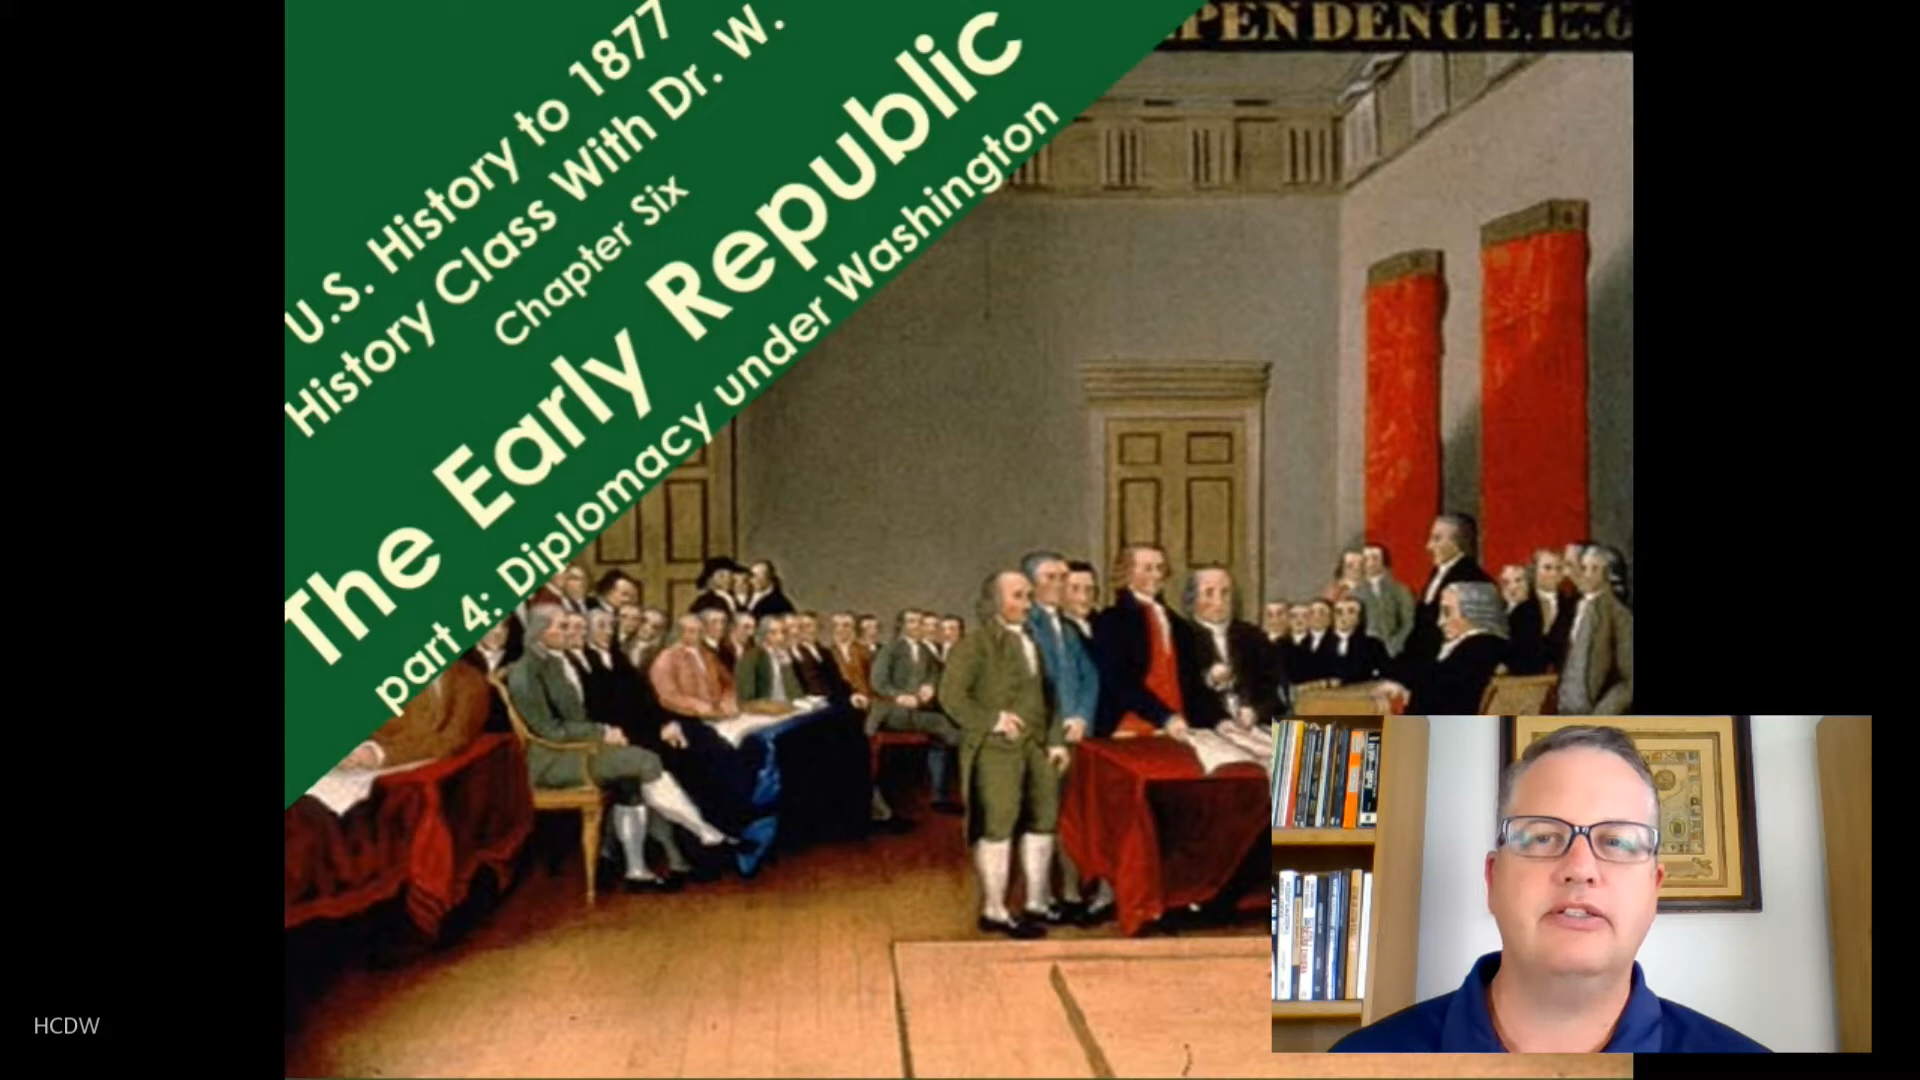 U.S. History to 1877
History Class With Dr. W.
Chapter Six
The Early Republic
part 4: Diplomacy under Washington
PENDENCE, 1776
HCDW